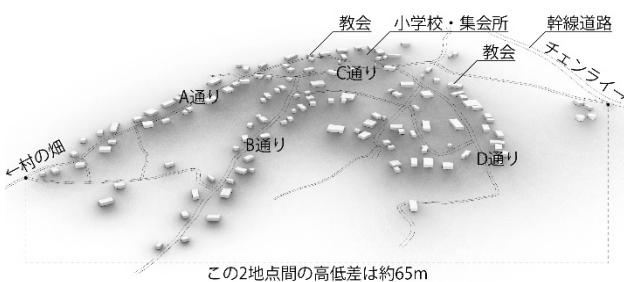 教会
小学校・集会所
幹線道路
チェンライへ
教会
C通り
A通り
B通り
D通り
←村の畑
この2地点間の高低差は約65m